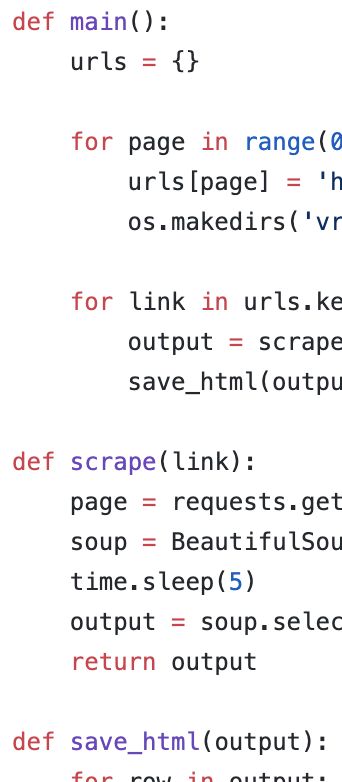 def main():
    urls = {}
    for page in range(0
        urls[page] = 'h
        os.makedirs('vr
    for link in urls.ke
        output = scrape
        save_html(outpu
def scrape(link):
    page = requests.get
    soup = BeautifulSou
    time.sleep(5)
    output = soup.selec
    return output
def save_html(output):
    for row in output: